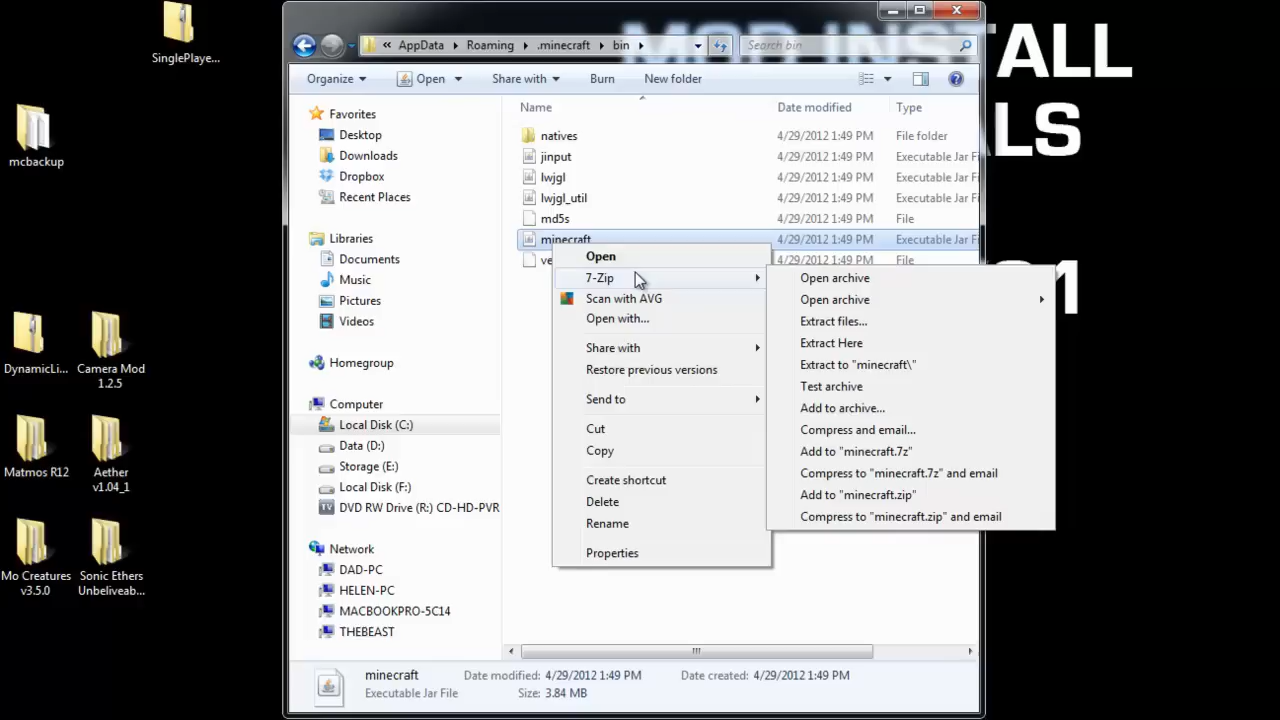 SinglePlaye...
mcbackup
DynamicLi...
Camera Mod
1.2.5
Matmos R12
Aether
v1.04_1
Mo Creatures
v3.5.0
Sonic Ethers
Unbeliveab...
ALL
« AppData Roaming .minecraft bin
Search bin
Organize Open Share with Burn New folder
Favorites
Desktop
Downloads
Dropbox
Recent Places
Libraries
Documents
Music
Pictures
Videos
Homegroup
Computer
Local Disk (C:)
Data (D:)
Storage (E:)
Local Disk (F:)
DVD RW Drive (R:) CD-HD-PVR
Network
DAD-PC
HELEN-PC
MACBOOKPRO-5C14
THEBEAST
Name Date modified Type
natives 4/29/2012 1:49 PM File folder
jinput 4/29/2012 1:49 PM Executable Jar Fi
lwjgl 4/29/2012 1:49 PM Executable Jar Fi
lwjgl_util 4/29/2012 1:49 PM Executable Jar Fi
md5s 4/29/2012 1:49 PM File
minecraft 4/29/2012 1:49 PM Executable Jar Fi
ve 4/29/2012 1:49 PM File
Open
7-Zip
Scan with AVG
Open with...
Share with
Restore previous versions
Send to
Cut
Copy
Create shortcut
Delete
Rename
Properties
Open archive
Open archive
Extract files...
Extract Here
Extract to "minecraft\"
Test archive
Add to archive...
Compress and email...
Add to "minecraft.7z"
Compress to "minecraft.7z" and email
Add to "minecraft.zip"
Compress to "minecraft.zip" and email
minecraft Date modified: 4/29/2012 1:49 PM Date created: 4/29/2012 1:49 PM
Executable Jar File Size: 3.84 MB